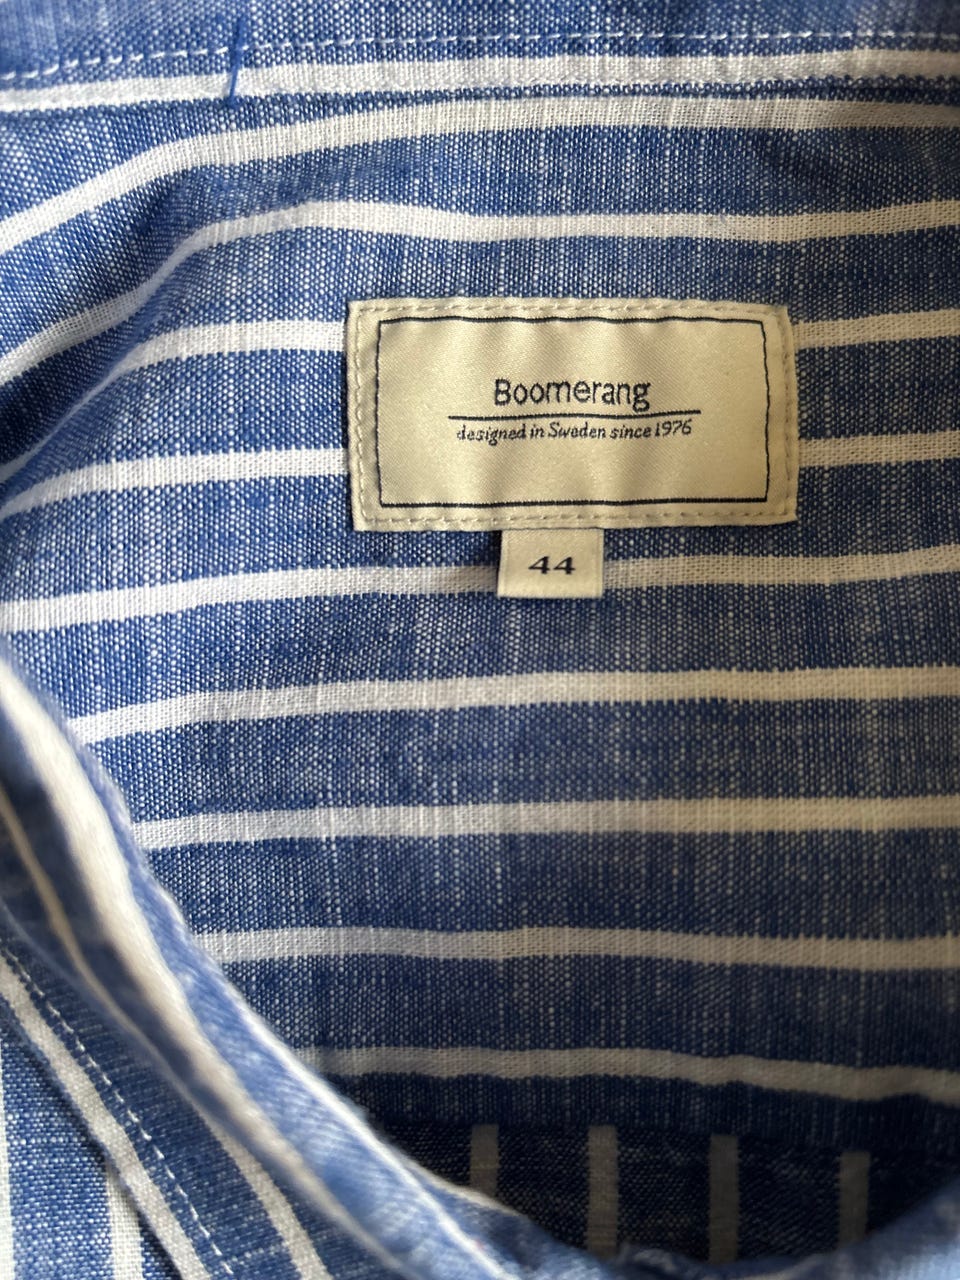 Boomerang
designed in Sweden since 1976
44